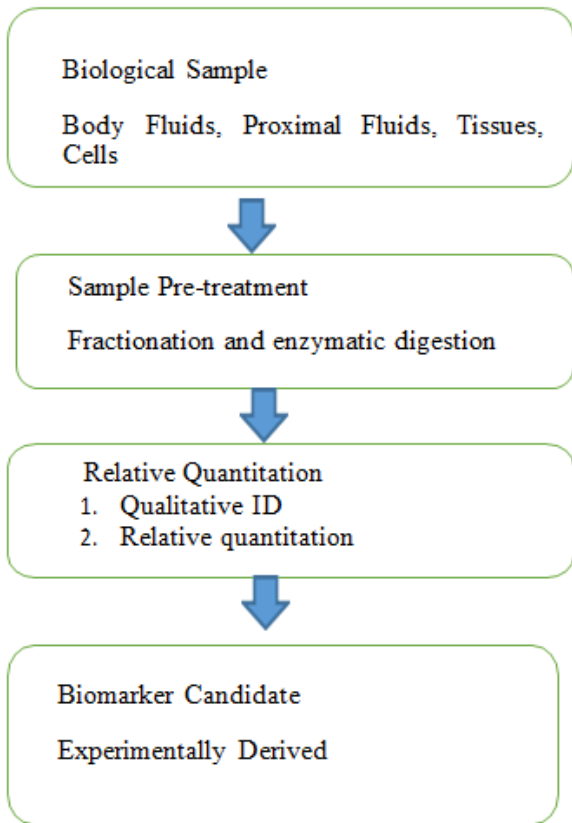 Biological Sample
Body Fluids, Proximal Fluids, Tissues,
Cells
Sample Pre-treatment
Fractionation and enzymatic digestion
Relative Quantitation
1. Qualitative ID
2. Relative quantitation
Biomarker Candidate
Experimentally Derived